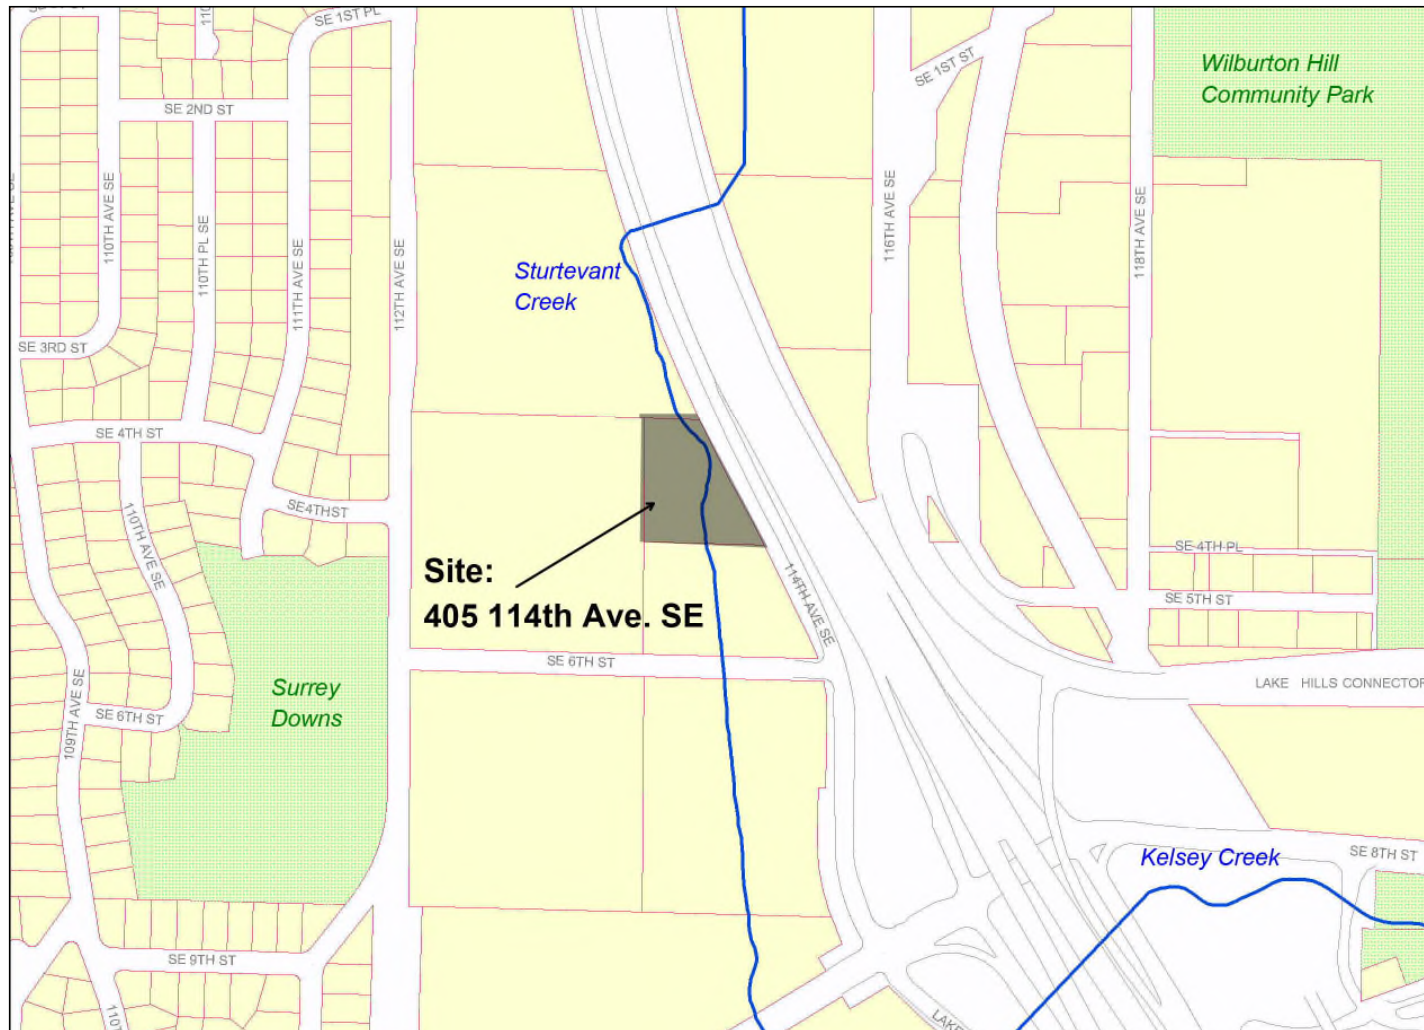 SE 1ST PL
SE 2ND ST
110TH AVE SE
110TH PL SE
111TH AVE SE
112TH AVE SE
SE 3RD ST
SE 4TH ST
SE4THST
110TH AVE SE
109TH AVE SE
SE 6TH ST
Surrey
Downs
SE 9TH ST
Sturtevant
Creek
Site:
405 114th Ave. SE
114TH AVE SE
SE 6TH ST
SE 1ST ST
116TH AVE SE
118TH AVE SE
Wilburton Hill
Community Park
SE 4TH PL
SE 5TH ST
LAKE HILLS CONNECTOR
SE 8TH ST
Kelsey Creek
LAKE
110T